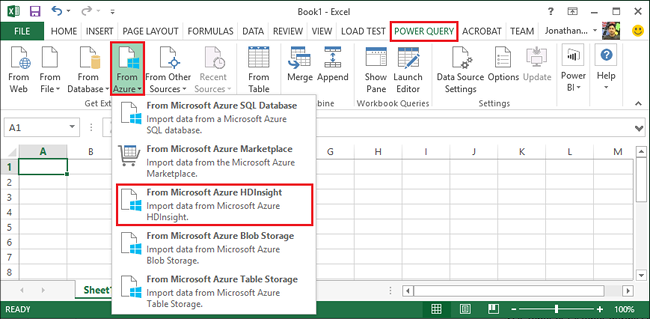 Book1 - Excel
FILE HOME INSERT PAGE LAYOUT FORMULAS DATA REVIEW VIEW LOAD TEST POWER QUERY ACROBAT TEAM Jonathan...
From Web
From File
From Database
From Azure
From Other Sources
Recent Sources
From Table
Merge
Append
Show Pane
Launch Editor
Data Source Settings
Options
Update
Power BI
Help
Get Ext
bine
Workbook Queries
Settings
From Microsoft Azure SQL Database
Import data from a Microsoft Azure
SQL database.
From Microsoft Azure Marketplace
Import data from the Microsoft Azure
Marketplace.
From Microsoft Azure HDInsight
Import data from Microsoft Azure
HDInsight.
From Microsoft Azure Blob Storage
Import data from Microsoft Azure
Blob Storage.
From Microsoft Azure Table Storage
Import data from Microsoft Azure
Table Storage.
A1
A B G H I J K L M
1
2
3
4
5
6
7
8
Sheet1
READY
100%